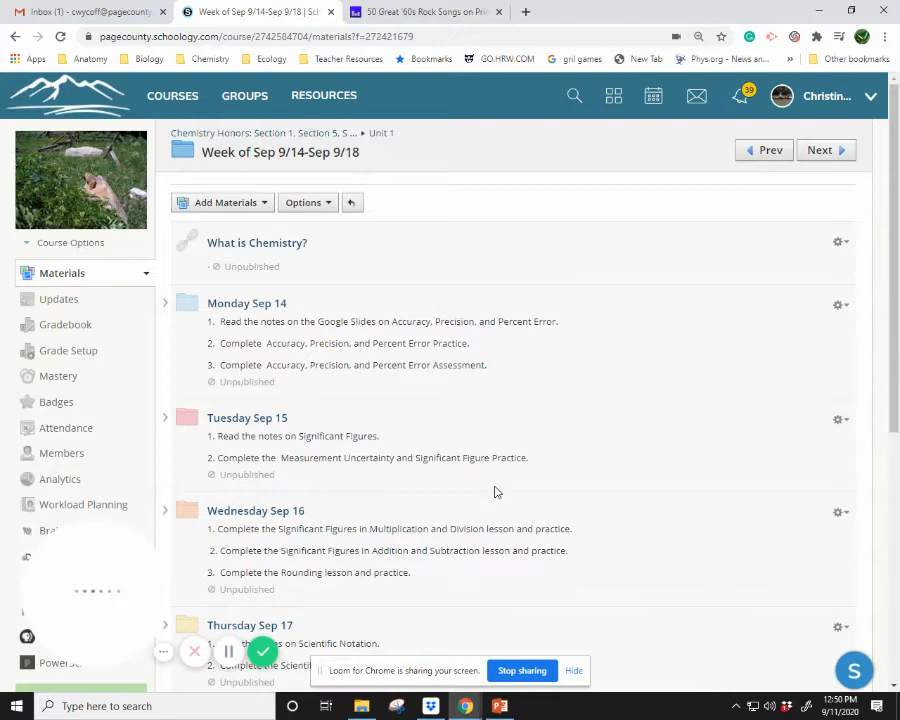 Inbox (1) - cwycoff@pagecounty
Week of Sep 9/14-Sep 9/18 | Sch
50 Great '60s Rock Songs on Prin
pagecounty.schoology.com/course/2742584704/materials?f=272421679
Apps
Anatomy
Biology
Chemistry
Ecology
Teacher Resources
Bookmarks
GO.HRW.COM
gril games
New Tab
Phys.org - News an...
Other bookmarks
COURSES
GROUPS
RESOURCES
39
Christin...
Chemistry Honors: Section 1, Section 5, S ... Unit 1
Week of Sep 9/14-Sep 9/18
Prev
Next
Add Materials
Options
Course Options
Materials
Updates
Gradebook
Grade Setup
Mastery
Badges
Attendance
Members
Analytics
Workload Planning
What is Chemistry?
· Unpublished
Monday Sep 14
1. Read the notes on the Google Slides on Accuracy, Precision, and Percent Error.
2. Complete Accuracy, Precision, and Percent Error Practice.
3. Complete Accuracy, Precision, and Percent Error Assessment.
Unpublished
Tuesday Sep 15
1. Read the notes on Significant Figures.
2. Complete the Measurement Uncertainty and Significant Figure Practice.
Unpublished
Wednesday Sep 16
1. Complete the Significant Figures in Multiplication and Division lesson and practice.
2. Complete the Significant Figures in Addition and Subtraction lesson and practice.
3. Complete the Rounding lesson and practice.
Unpublished
Thursday Sep 17
on Scientific Notation.
Unpublished
Loom for Chrome is sharing your screen.
Stop sharing
Hide
S
Type here to search
12:50 PM
9/11/2020